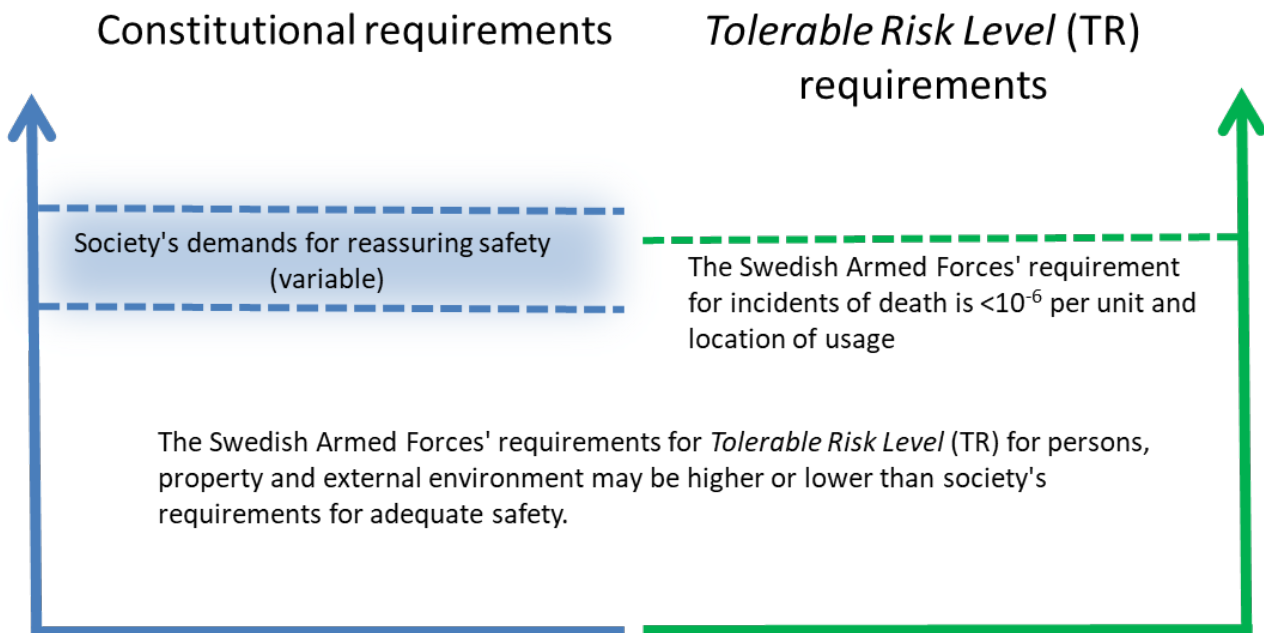 Constitutional requirements
Tolerable Risk Level (TR)
requirements
Society's demands for reassuring safety
(variable)
The Swedish Armed Forces' requirement
for incidents of death is <10⁻⁶ per unit and
location of usage
The Swedish Armed Forces' requirements for Tolerable Risk Level (TR) for persons,
property and external environment may be higher or lower than society's
requirements for adequate safety.